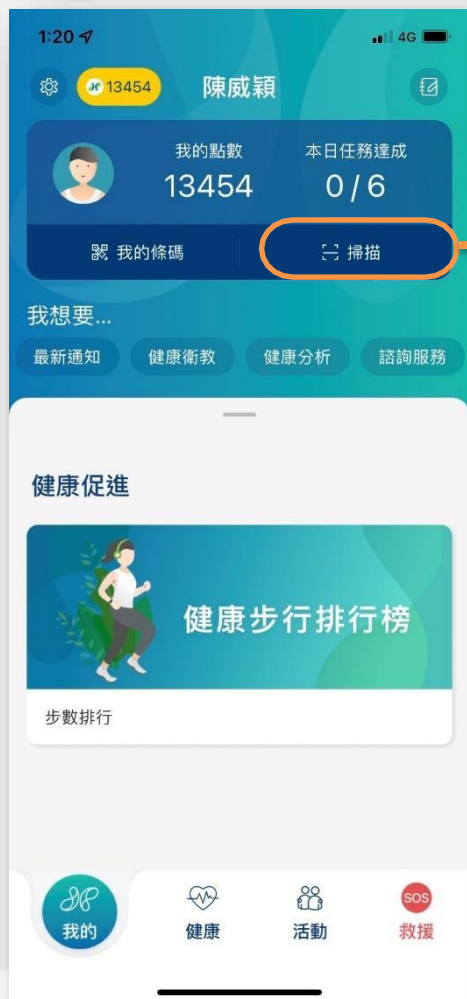 1:20 4G
13454 陳威穎
我的點數 本日任務達成
13454 0 / 6
我的條碼 掃描
我想要...
最新通知 健康衛教 健康分析 諮詢服務
健康促進
健康步行排行榜
步數排行
SOS
我的 健康 活動 救援